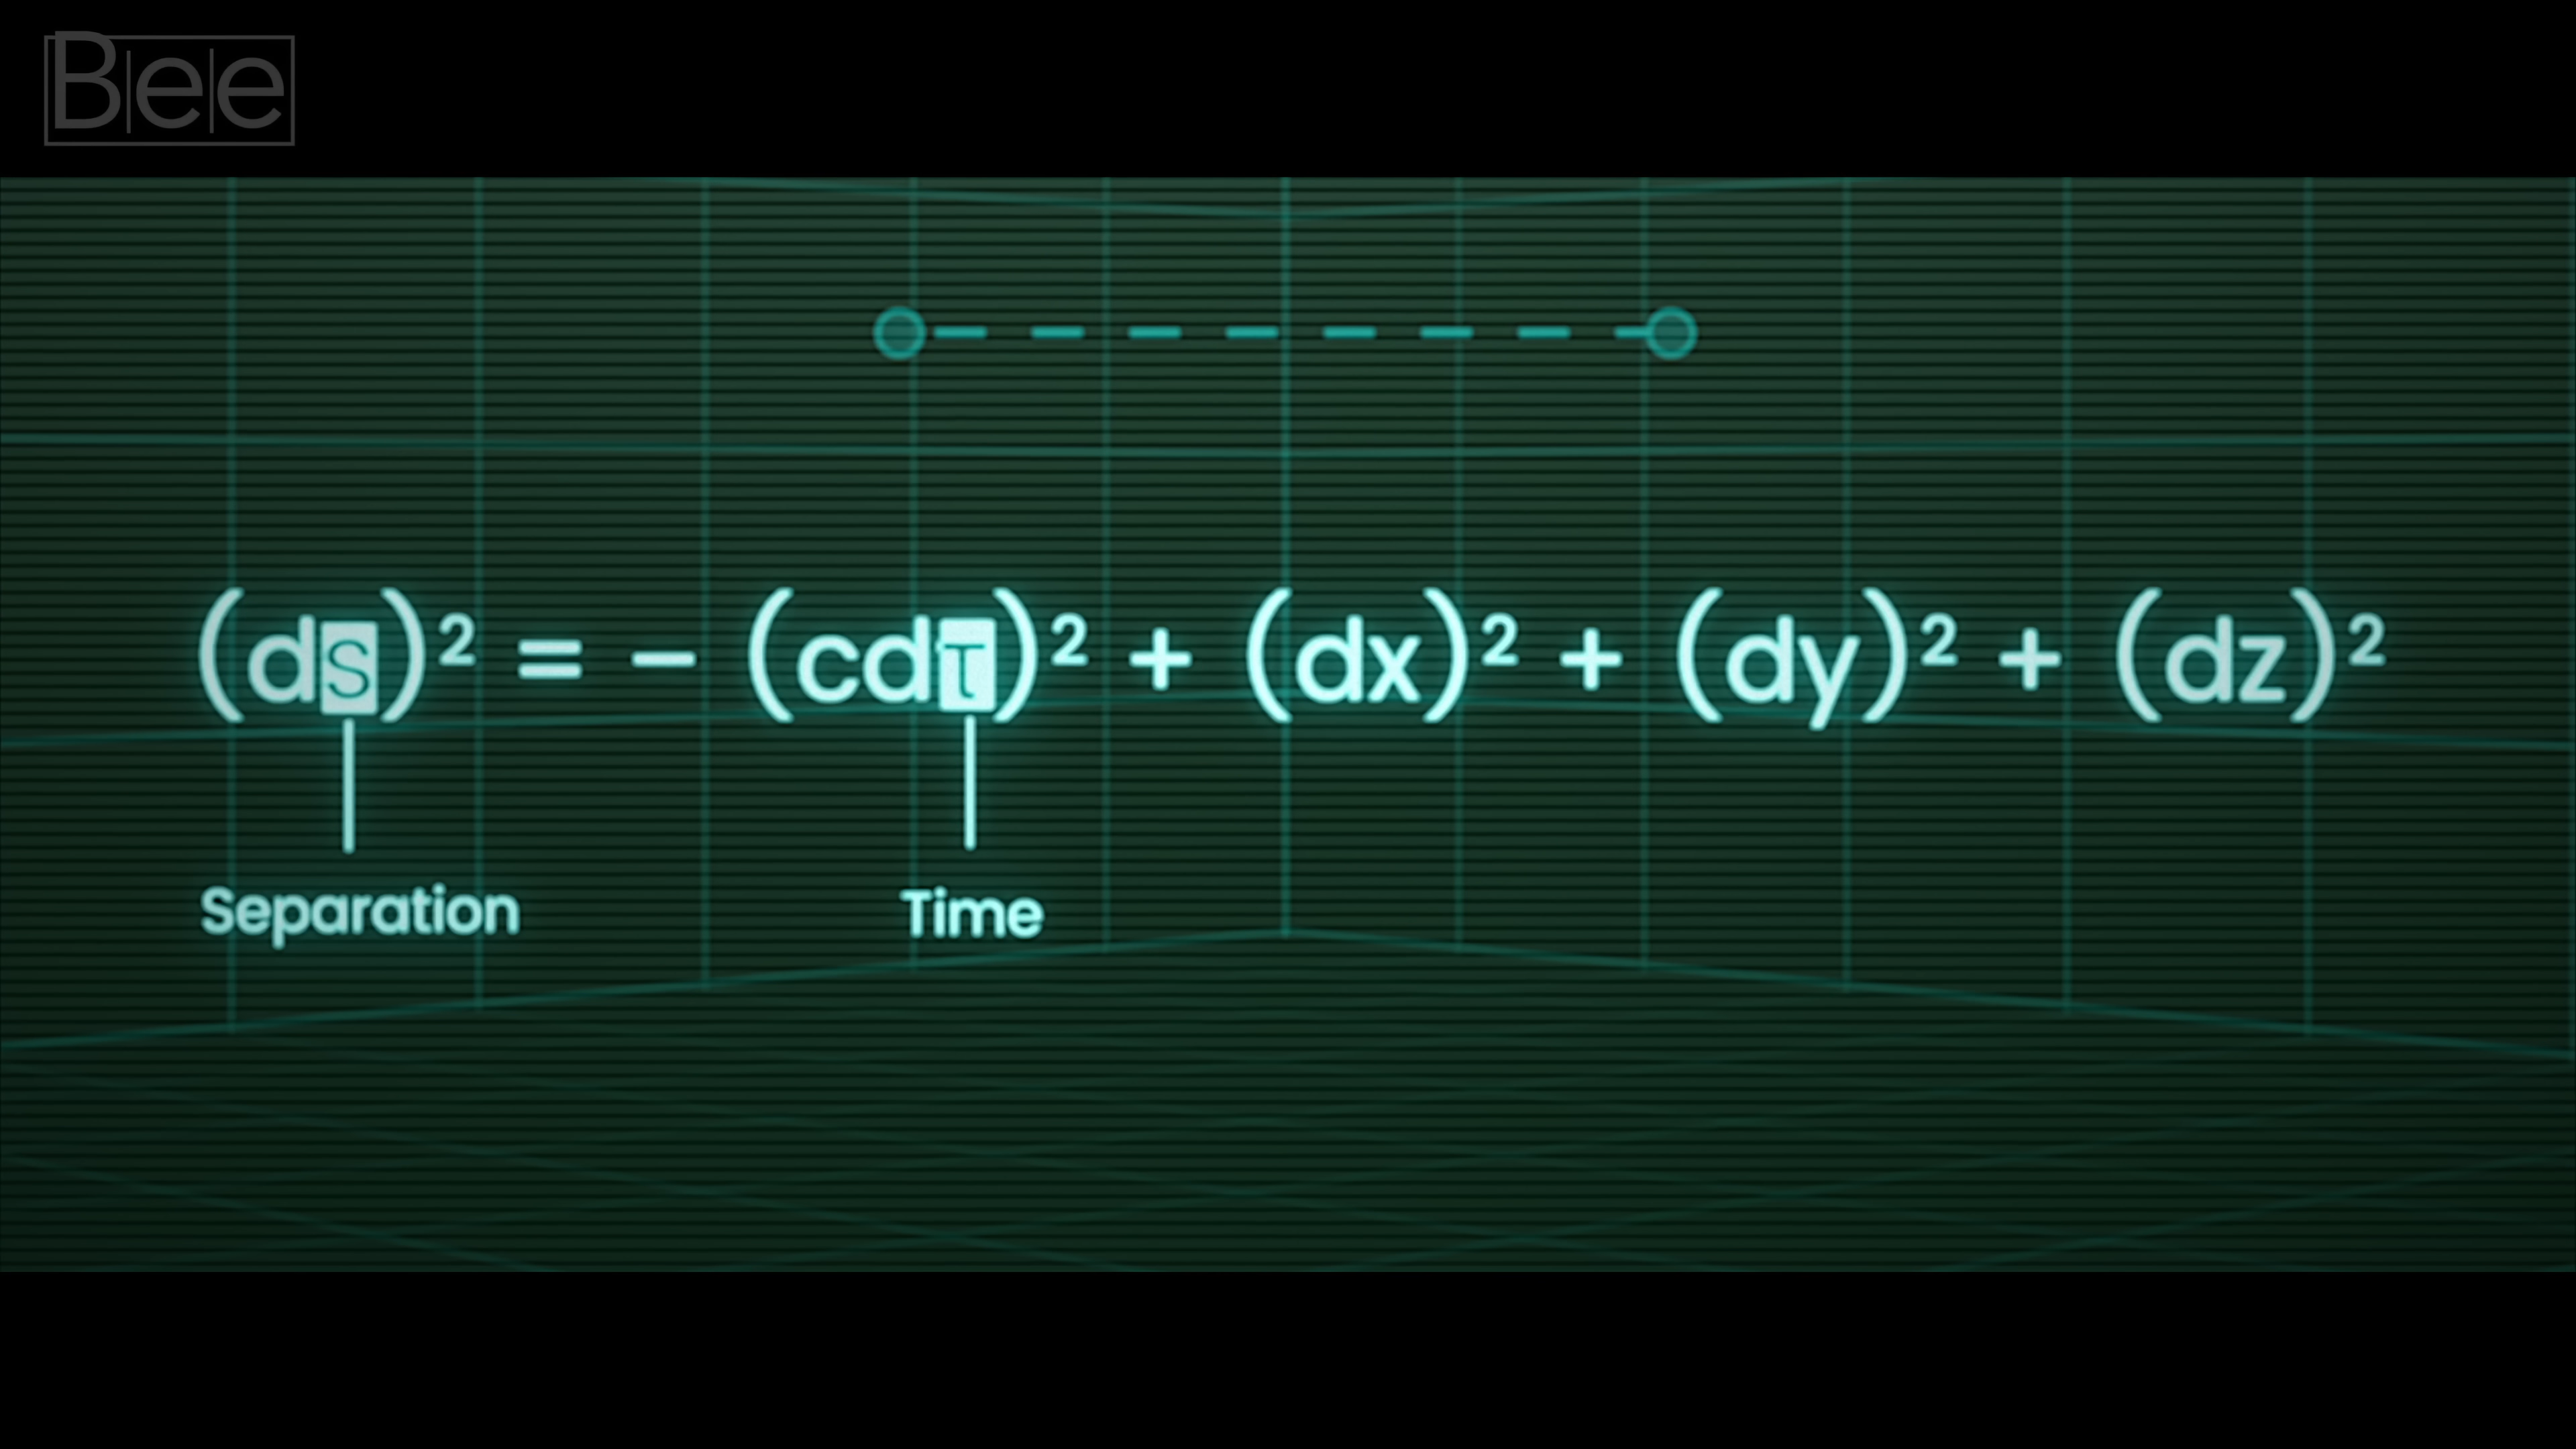 Bee
(ds)² = - (cdτ)² + (dx)² + (dy)² + (dz)²
Separation Time